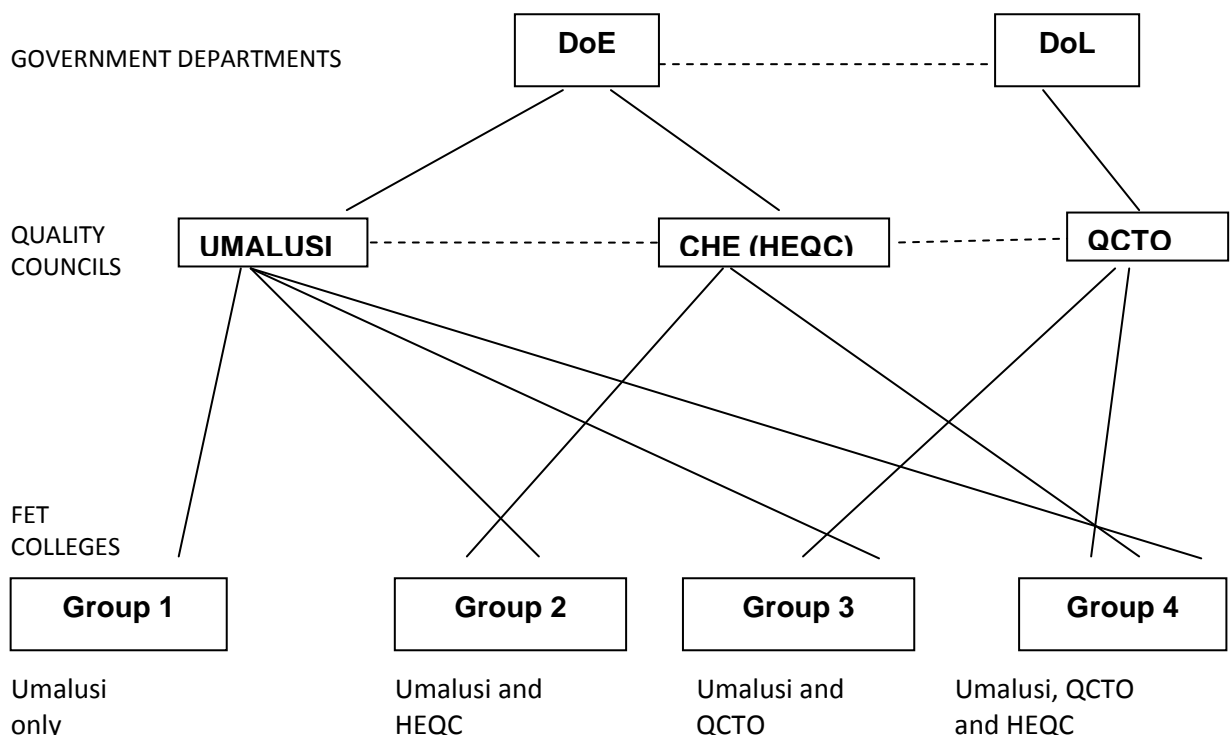 DoE
DoL
GOVERNMENT DEPARTMENTS
QUALITY
COUNCILS
UMALUSI
CHE (HEQC)
QCTO
FET
COLLEGES
Group 1
Group 2
Group 3
Group 4
Umalusi
only
Umalusi and
HEQC
Umalusi and
QCTO
Umalusi, QCTO
and HEQC